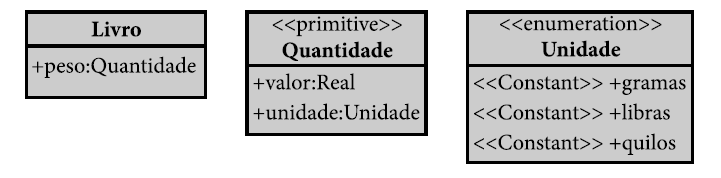 Livro
+peso:Quantidade
<<primitive>>
Quantidade
+valor:Real
+unidade:Unidade
<<enumeration>>
Unidade
<<Constant>> +gramas
<<Constant>> +libras
<<Constant>> +quilos